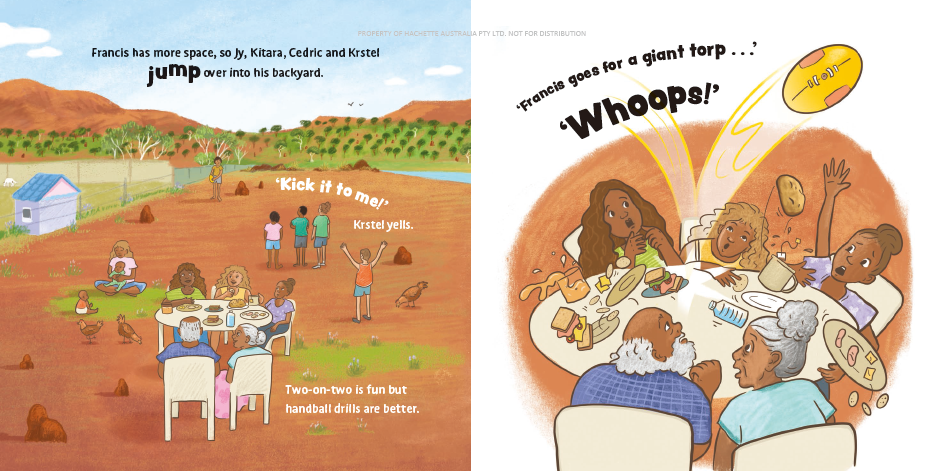 PROPERTY OF HACHETTE AUSTRALIA PTY LTD. NOT FOR DISTRIBUTION
Francis has more space, so Jy, Kitara, Cedric and Krstel
jump over into his backyard.
‘Kick it to me!’
Krstel yells.
Two-on-two is fun but
handball drills are better.
‘Francis goes for a giant torp . . .’
‘Whoops!’